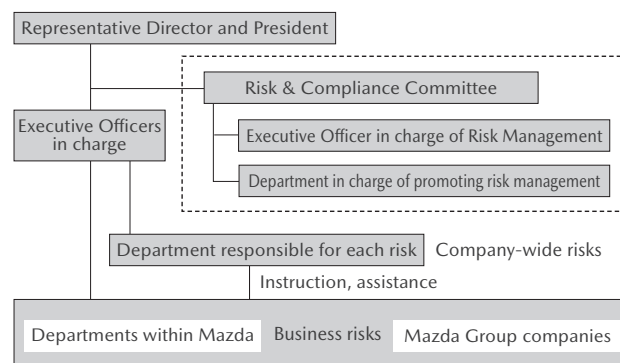 Representative Director and President
Risk & Compliance Committee
Executive Officers
in charge
Executive Officer in charge of Risk Management
Department in charge of promoting risk management
Department responsible for each risk
Company-wide risks
Instruction, assistance
Departments within Mazda
Business risks
Mazda Group companies